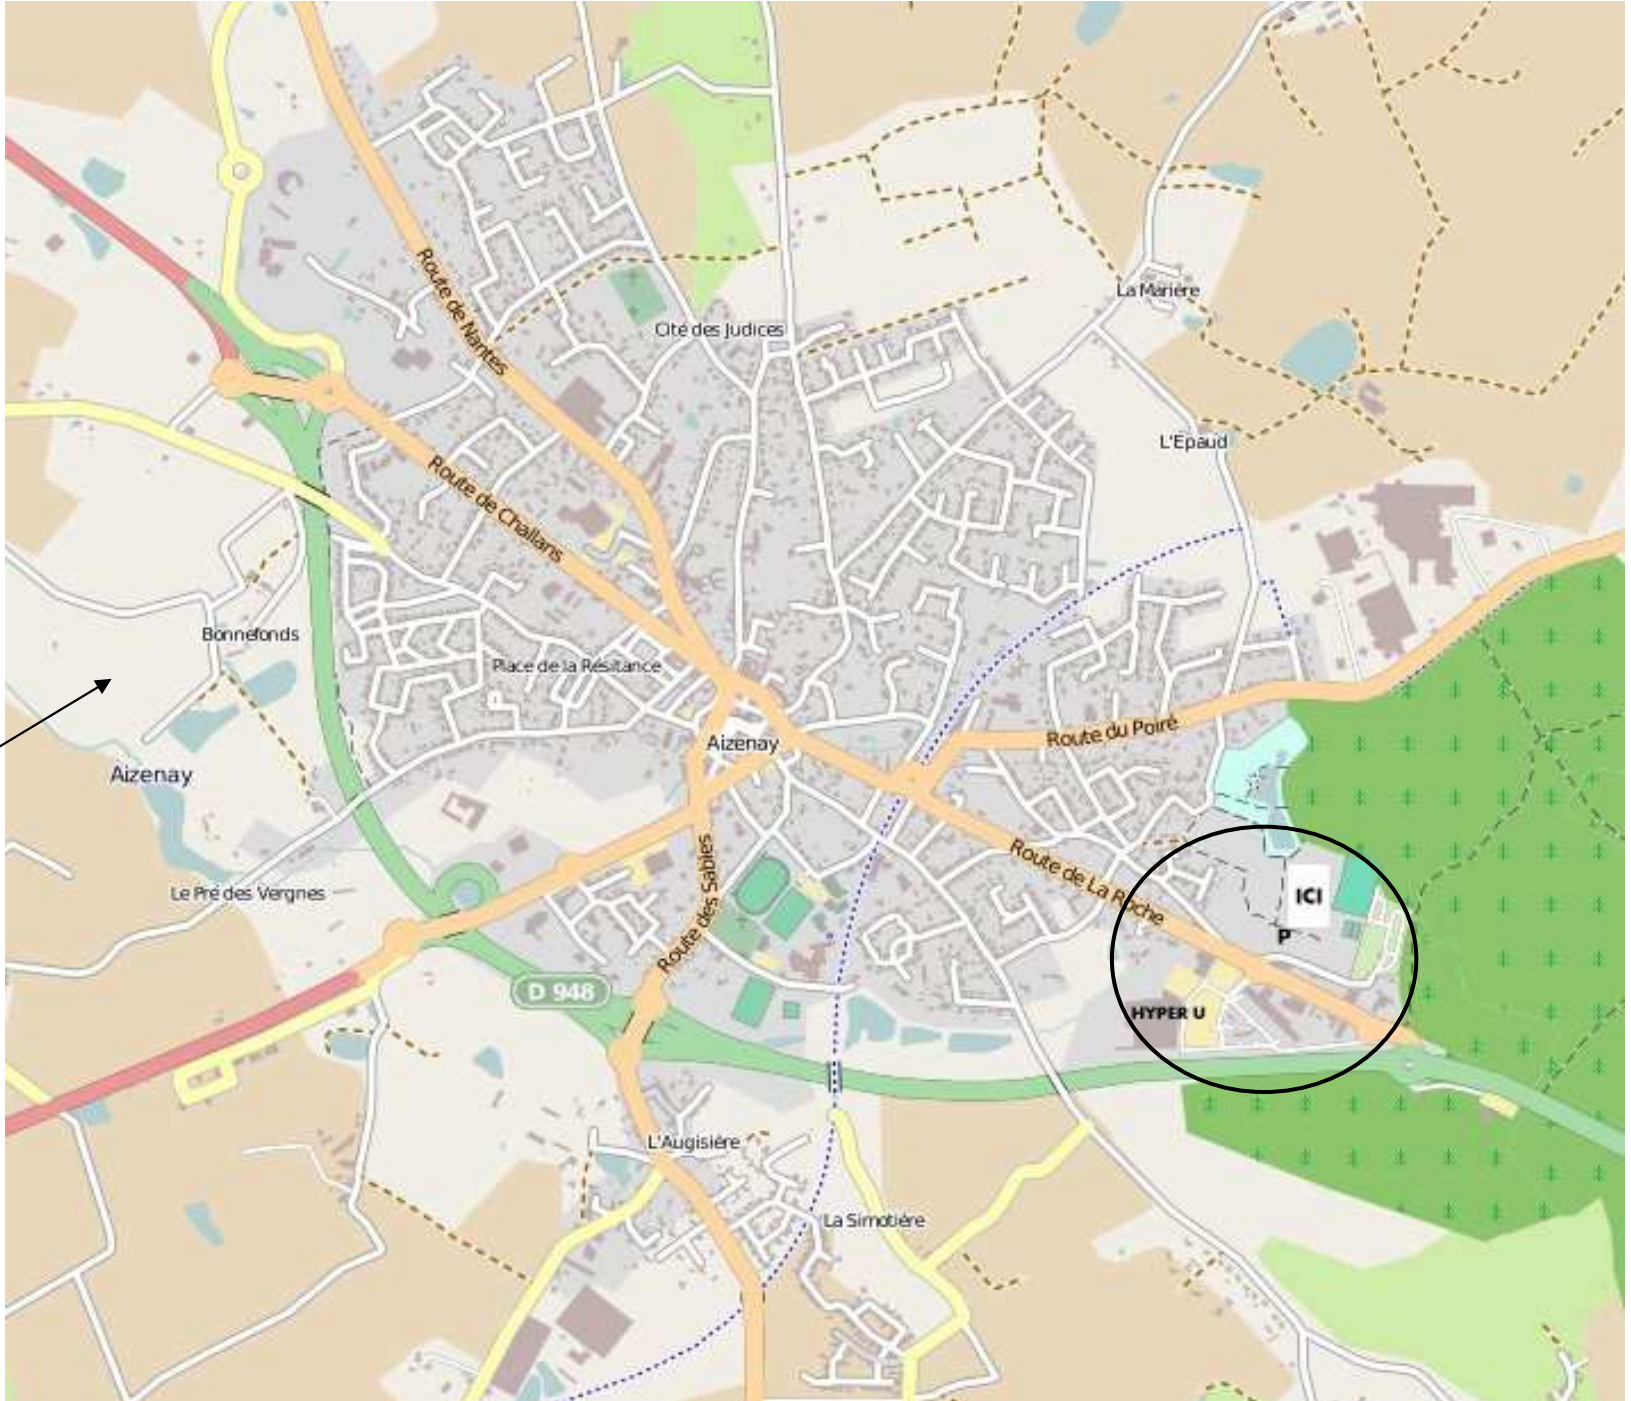 Route de Nantes
La Marière
Cité des Judices
L'Epaud
Route de Challans
Bonnefonds
Place de la Résitance
Route du Poiré
Aizenay
Aizenay
Route de La Roche
Route des Sables
Le Pré des Vergnes
ICI
P
D 948
HYPER U
L'Augisière
La Simotière